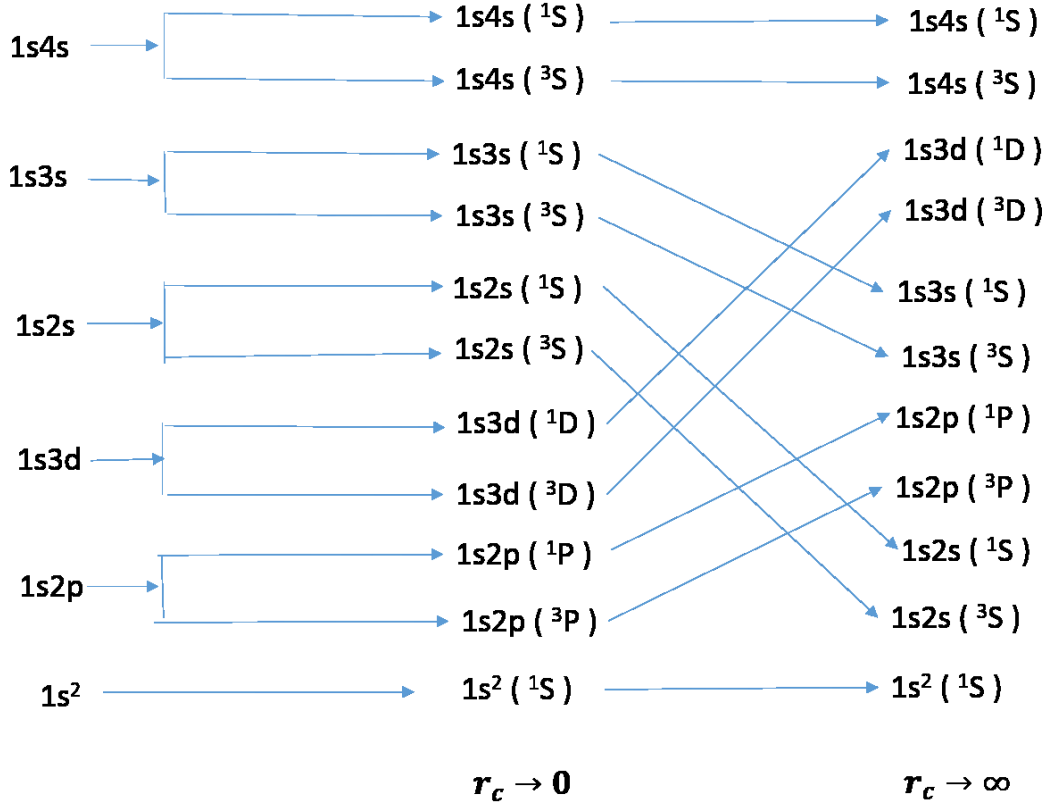 1s4s
1s4s ( ¹S )
1s4s ( ¹S )
1s4s ( ³S )
1s4s ( ³S )
1s3s
1s3s ( ¹S )
1s3d ( ¹D )
1s3s ( ³S )
1s3d ( ³D )
1s2s
1s2s ( ¹S )
1s3s ( ¹S )
1s2s ( ³S )
1s3s ( ³S )
1s3d
1s3d ( ¹D )
1s2p ( ¹P )
1s3d ( ³D )
1s2p ( ³P )
1s2p
1s2p ( ¹P )
1s2s ( ¹S )
1s2p ( ³P )
1s2s ( ³S )
1s²
1s² ( ¹S )
1s² ( ¹S )
r_c → 0
r_c → ∞